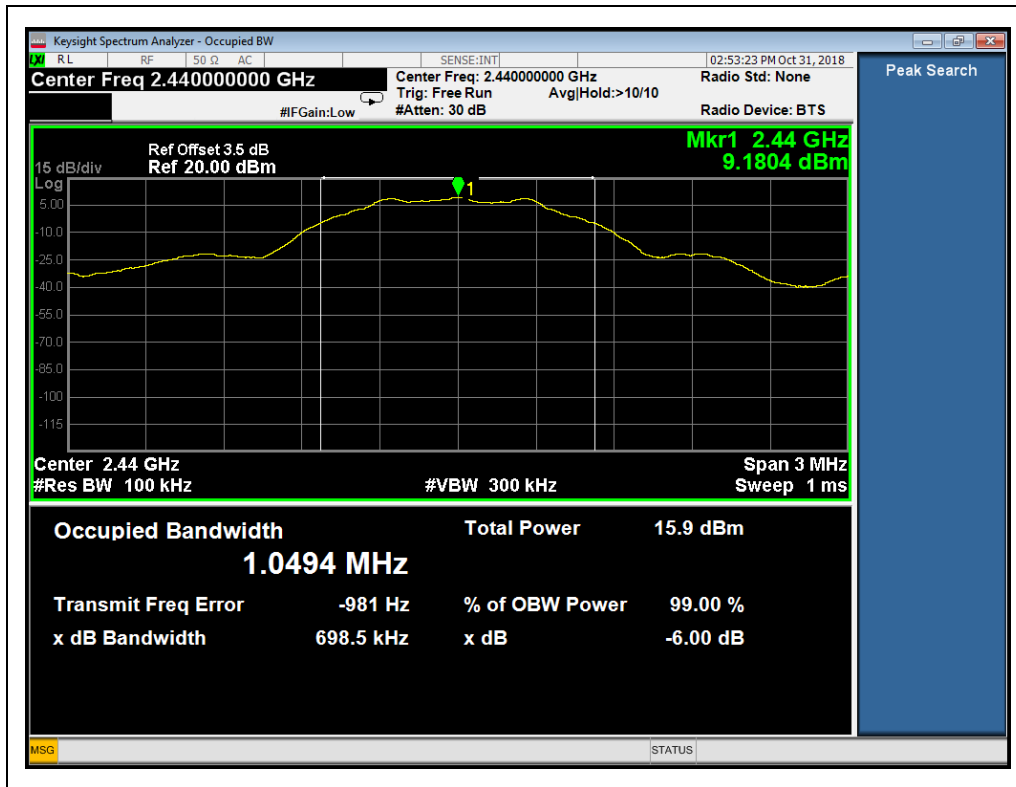 Keysight Spectrum Analyzer - Occupied BW
LXI RL RF 50 Ω AC SENSE:INT 02:53:23 PM Oct 31, 2018
Center Freq 2.440000000 GHz
Center Freq: 2.440000000 GHz Radio Std: None
Trig: Free Run Avg|Hold:>10/10
#IFGain:Low #Atten: 30 dB Radio Device: BTS
Peak Search
Mkr1 2.44 GHz
9.1804 dBm
Ref Offset 3.5 dB
15 dB/div Ref 20.00 dBm
Log
1
5.00
-10.0
-25.0
-40.0
-55.0
-70.0
-85.0
-100
-115
Center 2.44 GHz Span 3 MHz
#Res BW 100 kHz #VBW 300 kHz Sweep 1 ms
Occupied Bandwidth Total Power 15.9 dBm
1.0494 MHz
Transmit Freq Error -981 Hz % of OBW Power 99.00 %
x dB Bandwidth 698.5 kHz x dB -6.00 dB
MSG STATUS